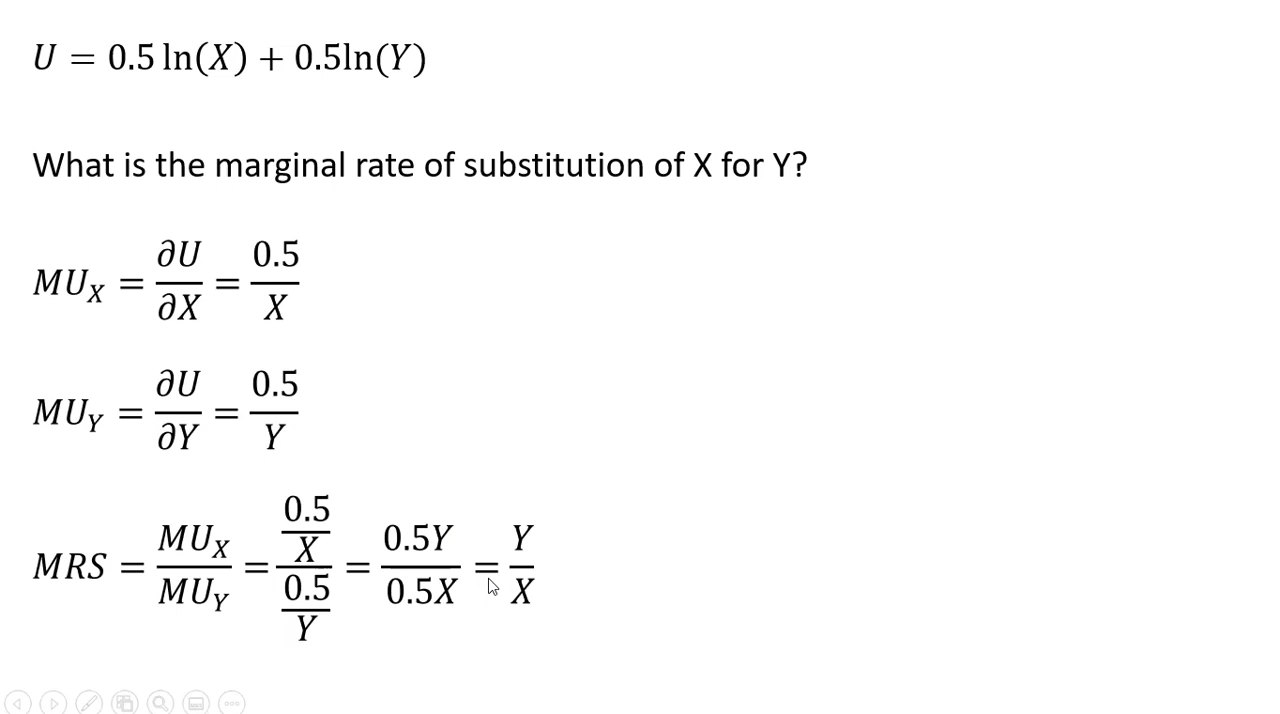 U = 0.5 ln(X) + 0.5ln(Y)
What is the marginal rate of substitution of X for Y?
MU_X = ∂U/∂X = 0.5/X
MU_Y = ∂U/∂Y = 0.5/Y
MRS = MU_X/MU_Y = (0.5/X)/(0.5/Y) = 0.5Y/0.5X = Y/X